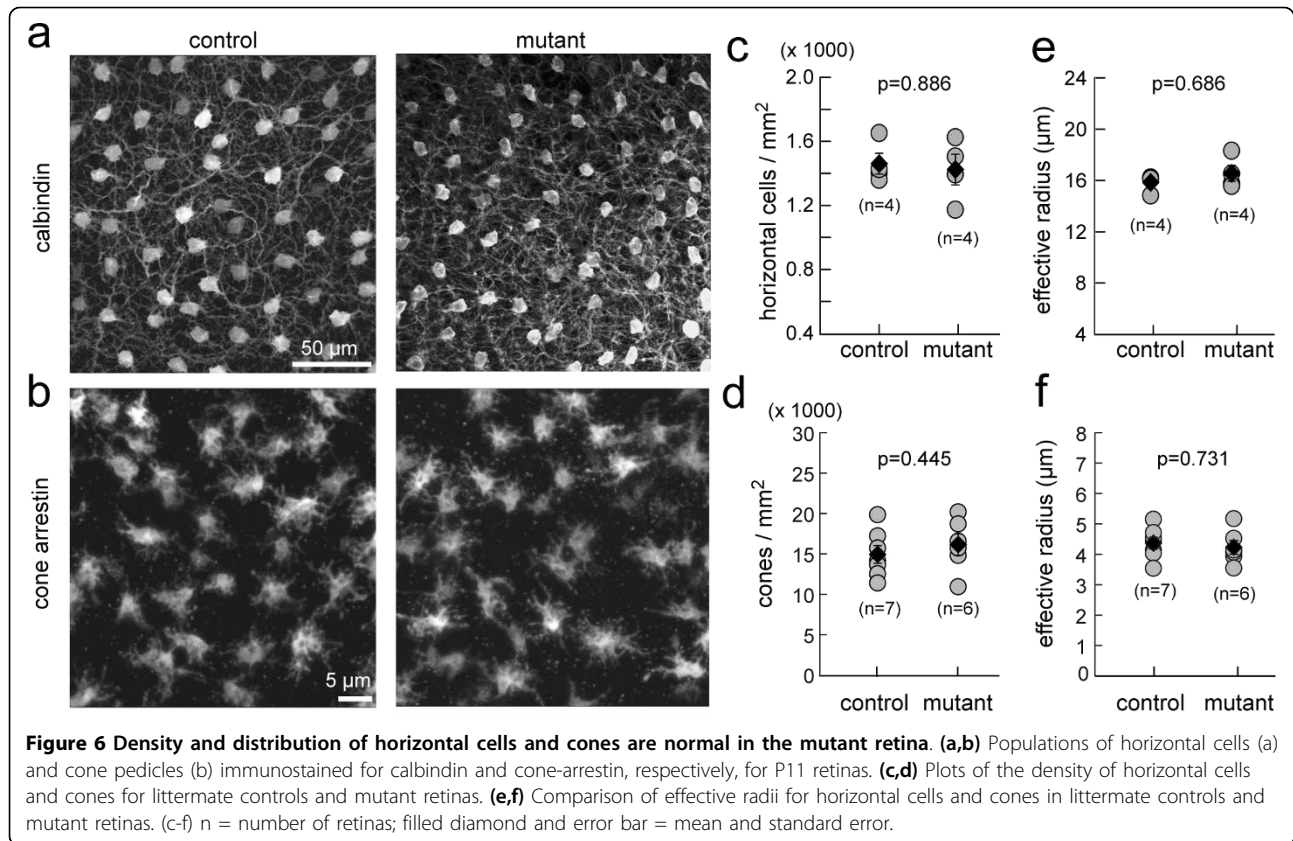 a
control
mutant
calbindin
50 µm
b
cone arrestin
5 µm
c
(x 1000)
p=0.886
horizontal cells / mm²
2.0
1.6
1.2
0.8
0.4
(n=4)
(n=4)
control mutant
e
p=0.686
effective radius (µm)
24
20
16
12
8
4
(n=4)
(n=4)
control mutant
d
(x 1000)
p=0.445
cones / mm²
30
25
20
15
10
5
0
(n=7)
(n=6)
control mutant
f
p=0.731
effective radius (µm)
8
7
6
5
4
3
2
1
0
(n=7)
(n=6)
control mutant
Figure 6 Density and distribution of horizontal cells and cones are normal in the mutant retina. (a,b) Populations of horizontal cells (a)
and cone pedicles (b) immunostained for calbindin and cone-arrestin, respectively, for P11 retinas. (c,d) Plots of the density of horizontal cells
and cones for littermate controls and mutant retinas. (e,f) Comparison of effective radii for horizontal cells and cones in littermate controls and
mutant retinas. (c-f) n = number of retinas; filled diamond and error bar = mean and standard error.